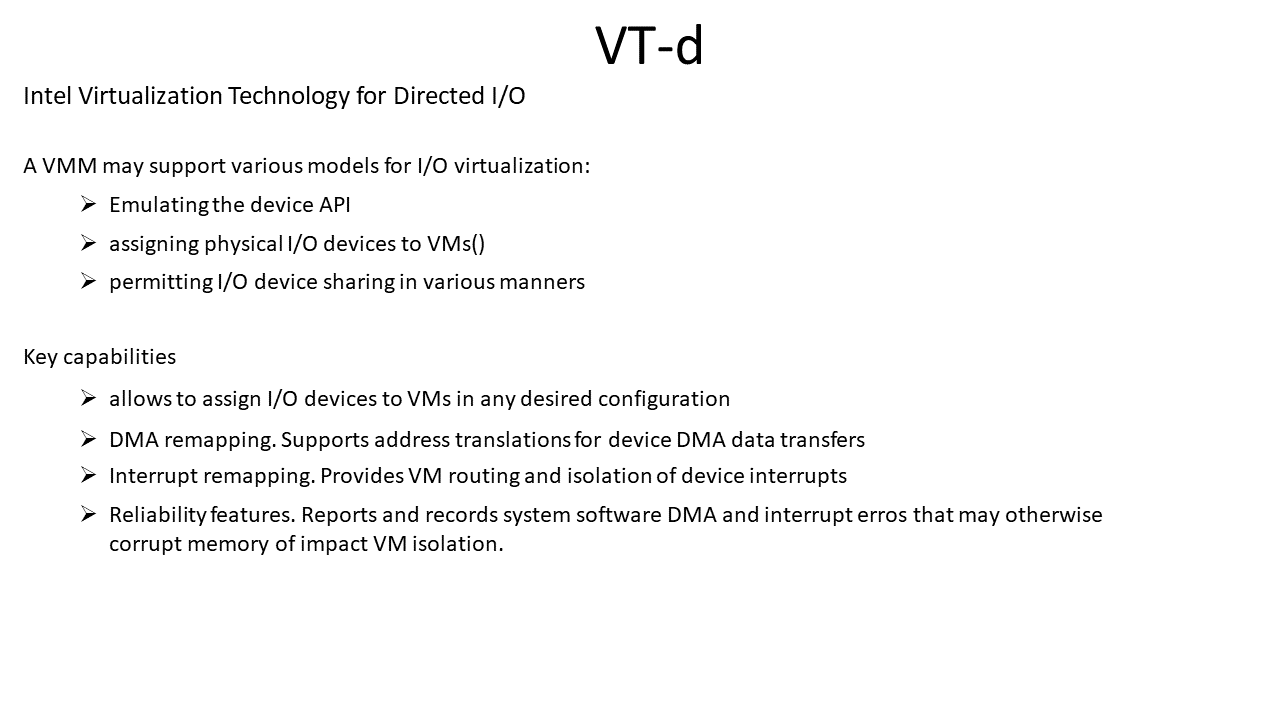 VT-d
Intel Virtualization Technology for Directed I/O
A VMM may support various models for I/O virtualization:
➢ Emulating the device API
➢ assigning physical I/O devices to VMs()
➢ permitting I/O device sharing in various manners
Key capabilities
➢ allows to assign I/O devices to VMs in any desired configuration
➢ DMA remapping. Supports address translations for device DMA data transfers
➢ Interrupt remapping. Provides VM routing and isolation of device interrupts
➢ Reliability features. Reports and records system software DMA and interrupt erros that may otherwise
corrupt memory of impact VM isolation.